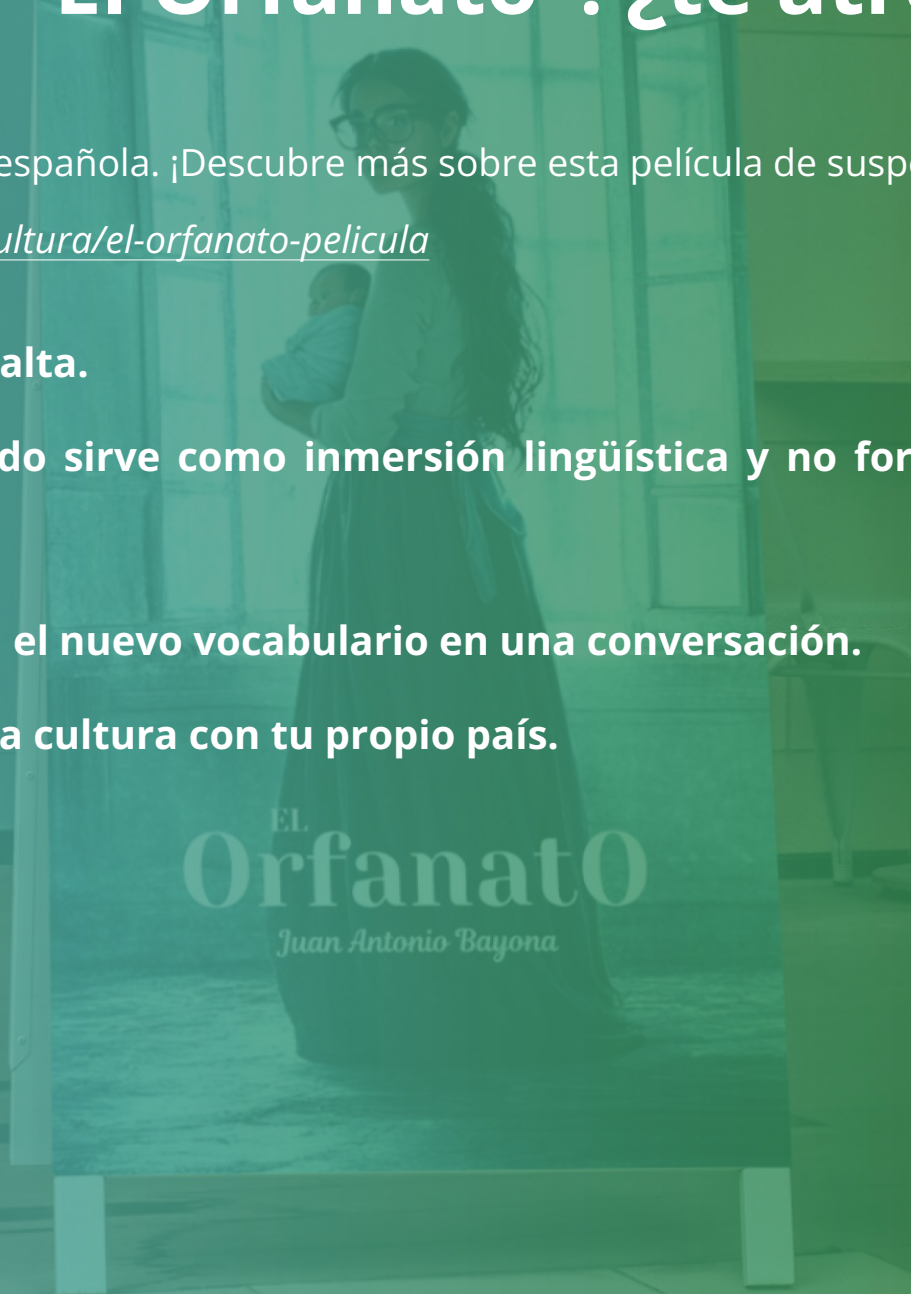 "El Orfanato": ¿te
española. ¡Descubre más sobre esta película de
ultura/el-orfanato-pelicula
alta.
do sirve como inmersión lingüística y no for
el nuevo vocabulario en una conversación.
a cultura con tu propio país.
EL
OrfanatO
Juan Antonio Bayona